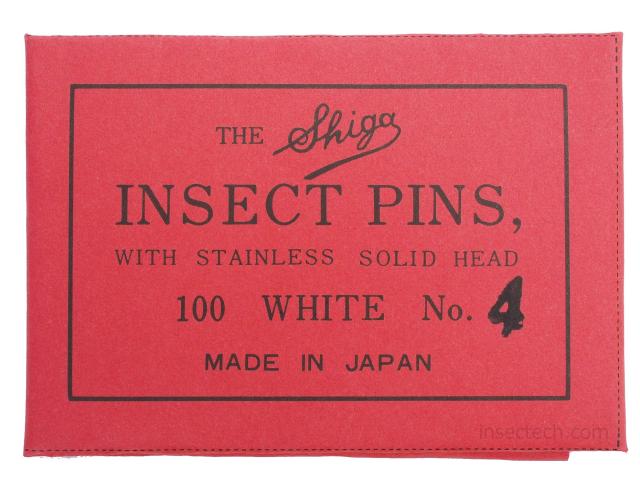 THE Shiga
INSECT PINS,
WITH STAINLESS SOLID HEAD
100 WHITE No. 4
MADE IN JAPAN
insectech.com